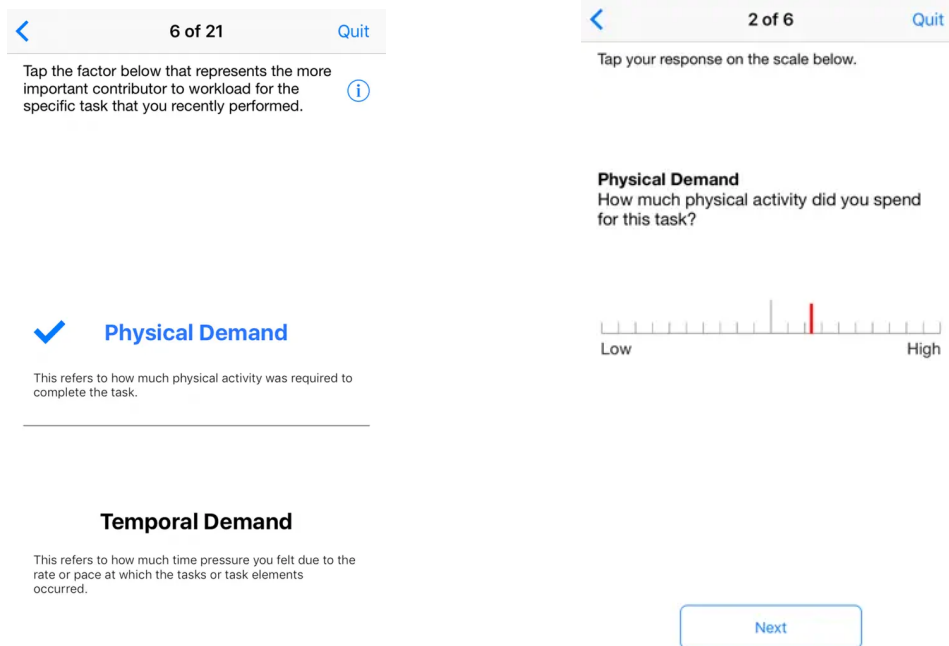 6 of 21
Quit
Tap the factor below that represents the more
important contributor to workload for the
specific task that you recently performed.
Physical Demand
This refers to how much physical activity was required to
complete the task.
Temporal Demand
This refers to how much time pressure you felt due to the
rate or pace at which the tasks or task elements
occurred.
2 of 6
Quit
Tap your response on the scale below.
Physical Demand
How much physical activity did you spend
for this task?
Low
High
Next